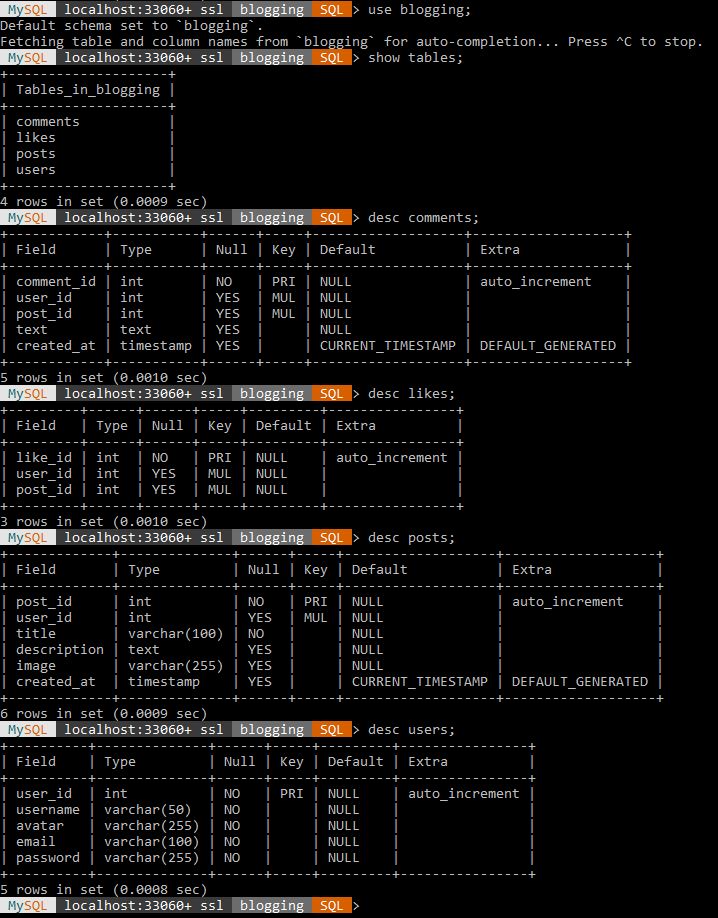 MySQL localhost:33060+ ssl blogging SQL > use blogging;
Default schema set to `blogging`.
Fetching table and column names from `blogging` for auto-completion... Press ^C to stop.
MySQL localhost:33060+ ssl blogging SQL > show tables;
+--------------------+
| Tables_in_blogging |
+--------------------+
| comments           |
| likes              |
| posts              |
| users              |
+--------------------+
4 rows in set (0.0009 sec)
MySQL localhost:33060+ ssl blogging SQL > desc comments;
+------------+-----------+------+-----+-------------------+-------------------+
| Field      | Type      | Null | Key | Default           | Extra             |
+------------+-----------+------+-----+-------------------+-------------------+
| comment_id | int       | NO   | PRI | NULL              | auto_increment    |
| user_id    | int       | YES  | MUL | NULL              |                   |
| post_id    | int       | YES  | MUL | NULL              |                   |
| text       | text      | YES  |     | NULL              |                   |
| created_at | timestamp | YES  |     | CURRENT_TIMESTAMP | DEFAULT_GENERATED |
+------------+-----------+------+-----+-------------------+-------------------+
5 rows in set (0.0010 sec)
MySQL localhost:33060+ ssl blogging SQL > desc likes;
+---------+------+------+-----+---------+----------------+
| Field   | Type | Null | Key | Default | Extra          |
+---------+------+------+-----+---------+----------------+
| like_id | int  | NO   | PRI | NULL    | auto_increment |
| user_id | int  | YES  | MUL | NULL    |                |
| post_id | int  | YES  | MUL | NULL    |                |
+---------+------+------+-----+---------+----------------+
3 rows in set (0.0010 sec)
MySQL localhost:33060+ ssl blogging SQL > desc posts;
+-------------+--------------+------+-----+-------------------+-------------------+
| Field       | Type         | Null | Key | Default           | Extra             |
+-------------+--------------+------+-----+-------------------+-------------------+
| post_id     | int          | NO   | PRI | NULL              | auto_increment    |
| user_id     | int          | YES  | MUL | NULL              |                   |
| title       | varchar(100) | NO   |     | NULL              |                   |
| description | text         | YES  |     | NULL              |                   |
| image       | varchar(255) | YES  |     | NULL              |                   |
| created_at  | timestamp    | YES  |     | CURRENT_TIMESTAMP | DEFAULT_GENERATED |
+-------------+--------------+------+-----+-------------------+-------------------+
6 rows in set (0.0009 sec)
MySQL localhost:33060+ ssl blogging SQL > desc users;
+----------+--------------+------+-----+---------+----------------+
| Field    | Type         | Null | Key | Default | Extra          |
+----------+--------------+------+-----+---------+----------------+
| user_id  | int          | NO   | PRI | NULL    | auto_increment |
| username | varchar(50)  | NO   |     | NULL    |                |
| avatar   | varchar(255) | NO   |     | NULL    |                |
| email    | varchar(100) | NO   |     | NULL    |                |
| password | varchar(255) | NO   |     | NULL    |                |
+----------+--------------+------+-----+---------+----------------+
5 rows in set (0.0008 sec)
MySQL localhost:33060+ ssl blogging SQL >